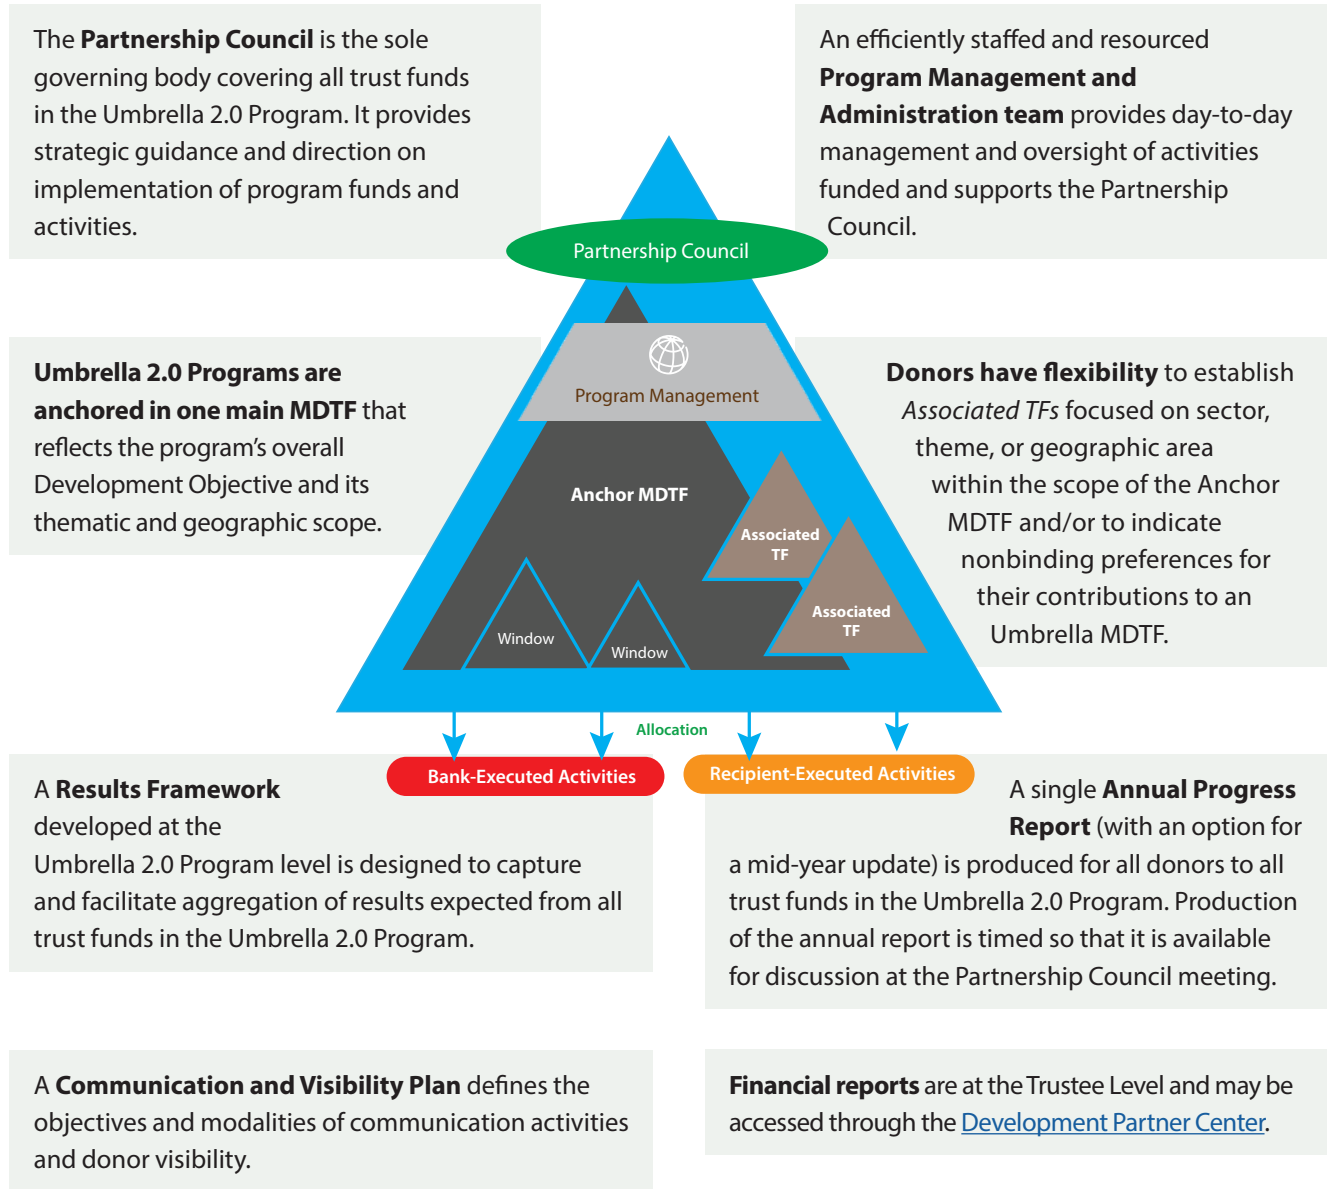 The Partnership Council is the sole
governing body covering all trust funds
in the Umbrella 2.0 Program. It provides
strategic guidance and direction on
implementation of program funds and
activities.
An efficiently staffed and resourced
Program Management and
Administration team provides day-to-day
management and oversight of activities
funded and supports the Partnership
Council.
Partnership Council
Program Management
Umbrella 2.0 Programs are
anchored in one main MDTF that
reflects the program's overall
Development Objective and its
thematic and geographic scope.
Donors have flexibility to establish
Associated TFs focused on sector,
theme, or geographic area
within the scope of the Anchor
MDTF and/or to indicate
nonbinding preferences for
their contributions to an
Umbrella MDTF.
Anchor MDTF
Associated
TF
Associated
TF
Window
Window
Allocation
Bank-Executed Activities
Recipient-Executed Activities
A Results Framework
developed at the
Umbrella 2.0 Program level is designed to capture
and facilitate aggregation of results expected from all
trust funds in the Umbrella 2.0 Program.
A single Annual Progress
Report (with an option for
a mid-year update) is produced for all donors to all
trust funds in the Umbrella 2.0 Program. Production
of the annual report is timed so that it is available
for discussion at the Partnership Council meeting.
A Communication and Visibility Plan defines the
objectives and modalities of communication activities
and donor visibility.
Financial reports are at the Trustee Level and may be
accessed through the Development Partner Center.